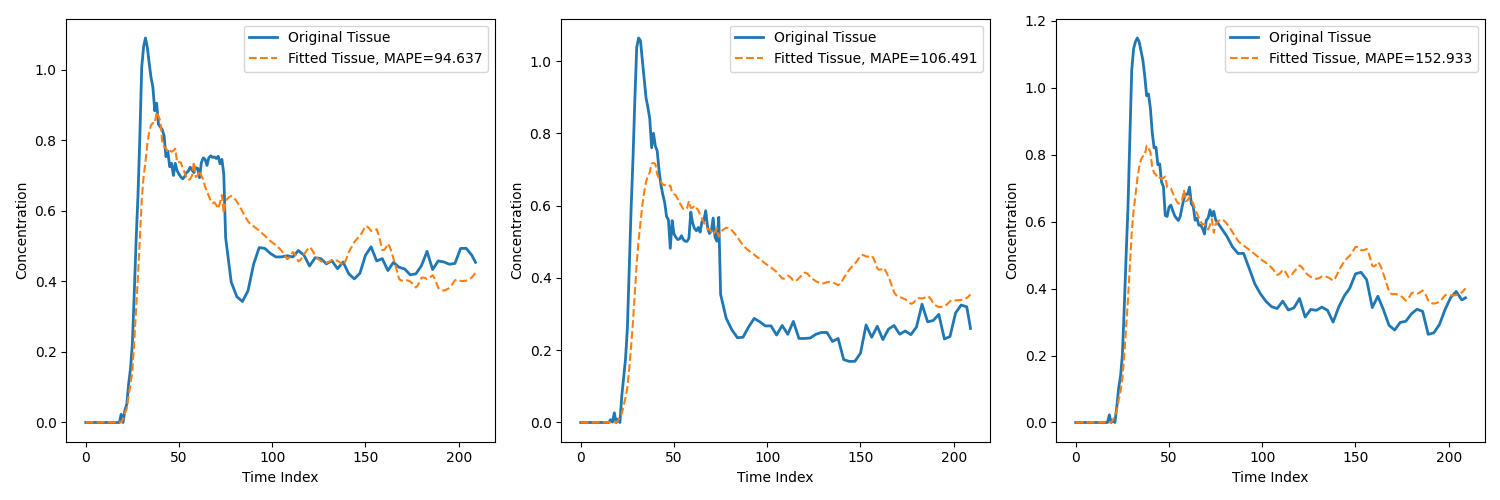 Original Tissue
Fitted Tissue, MAPE=94.637
Concentration
1.0
0.8
0.6
0.4
0.2
0.0
0 50 100 150 200
Time Index
Original Tissue
Fitted Tissue, MAPE=106.491
Concentration
1.0
0.8
0.6
0.4
0.2
0.0
0 50 100 150 200
Time Index
Original Tissue
Fitted Tissue, MAPE=152.933
Concentration
1.2
1.0
0.8
0.6
0.4
0.2
0.0
0 50 100 150 200
Time Index